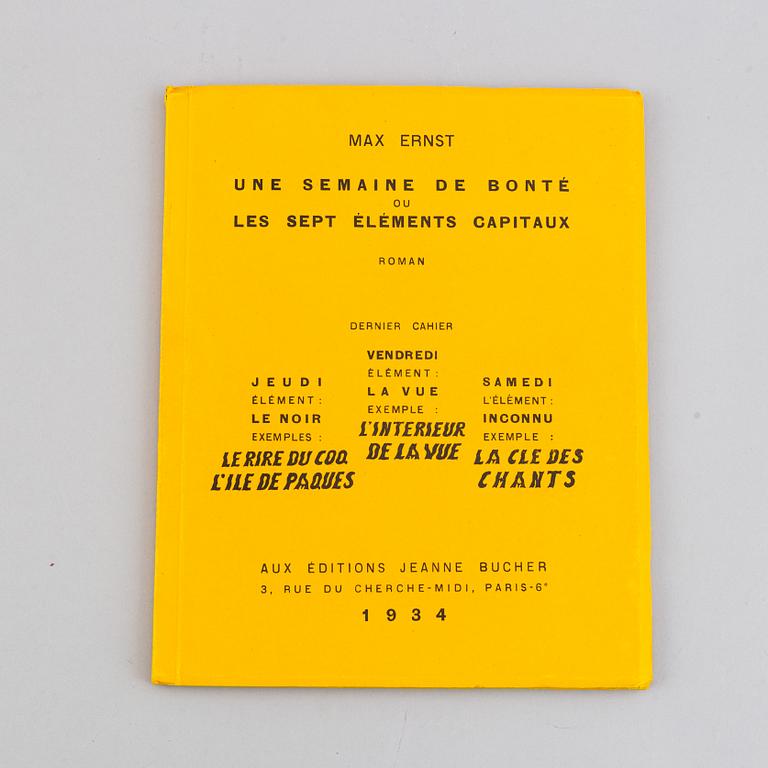 MAX ERNST
UNE SEMAINE DE BONTÉ
OU
LES SEPT ÉLÉMENTS CAPITAUX
ROMAN
DERNIER CAHIER
JEUDI
ÉLÉMENT :
LE NOIR
EXEMPLES :
LE RIRE DU COQ
L'ILE DE PAQUES
VENDREDI
ÉLÉMENT :
LA VUE
EXEMPLE :
L'INTERIEUR
DE LA VUE
SAMEDI
L'ÉLÉMENT :
INCONNU
EXEMPLE :
LA CLE DES
CHANTS
AUX ÉDITIONS JEANNE BUCHER
3, RUE DU CHERCHE-MIDI, PARIS-6e
1934